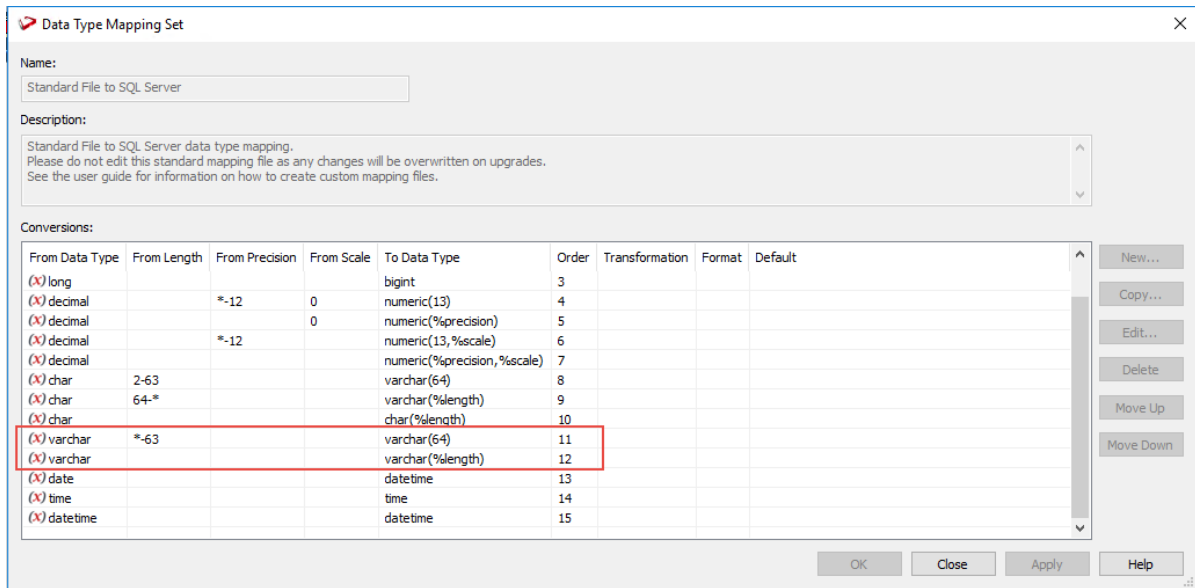 Data Type Mapping Set
Name:
Standard File to SQL Server
Description:
Standard File to SQL Server data type mapping.
Please do not edit this standard mapping file as any changes will be overwritten on upgrades.
See the user guide for information on how to create custom mapping files.
Conversions:
From Data Type From Length From Precision From Scale To Data Type Order Transformation Format Default
(x) long bigint 3
(x) decimal *-12 0 numeric(13) 4
(x) decimal 0 numeric(%precision) 5
(x) decimal *-12 numeric(13,%scale) 6
(x) decimal numeric(%precision,%scale) 7
(x) char 2-63 varchar(64) 8
(x) char 64-* varchar(%length) 9
(x) char char(%length) 10
(x) varchar *-63 varchar(64) 11
(x) varchar varchar(%length) 12
(x) date datetime 13
(x) time time 14
(x) datetime datetime 15
New...
Copy...
Edit...
Delete
Move Up
Move Down
OK Close Apply Help